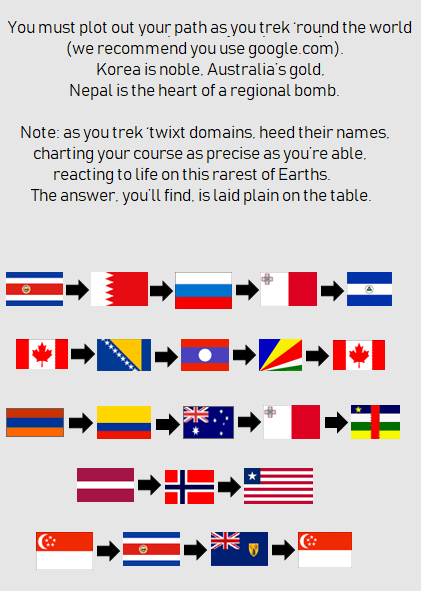 You must plot out your path as you trek 'round the world
(we recommend you use google.com).
Korea is noble, Australia's gold,
Nepal is the heart of a regional bomb.
Note: as you trek 'twixt domains, heed their names,
charting your course as precise as you're able,
reacting to life on this rarest of Earths.
The answer, you'll find, is laid plain on the table.